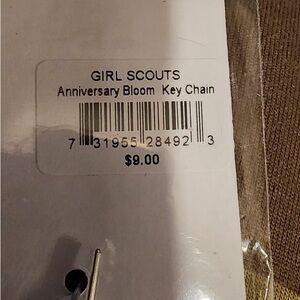 GIRL SCOUTS
Anniversary Bloom Key Chain
7 31955 28492 3
$9.00